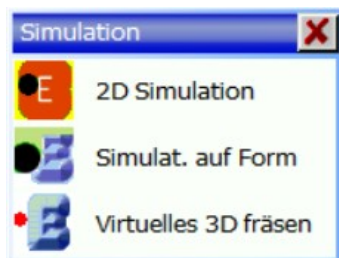 Simulation
E 2D Simulation
B Simulat. auf Form
B Virtuelles 3D fräsen